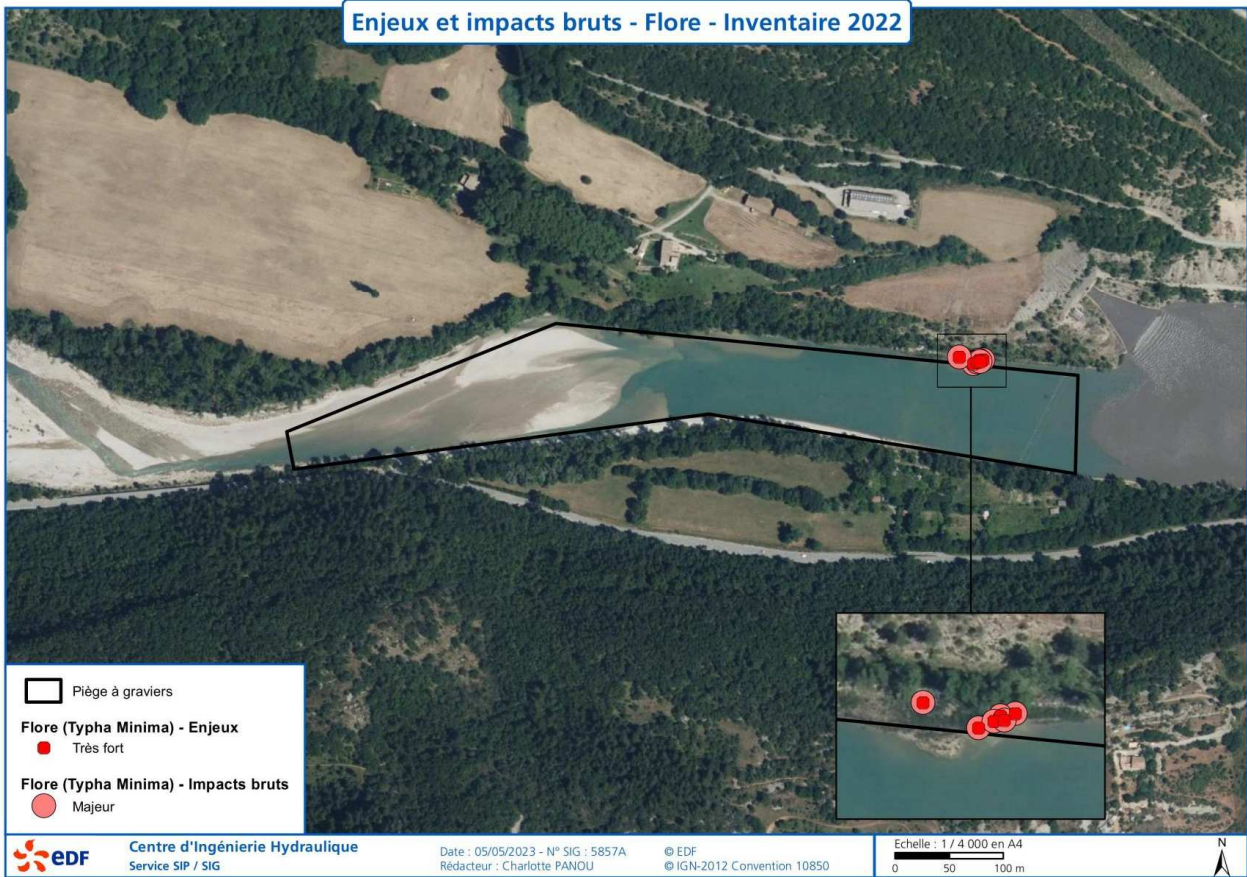 Enjeux et impacts bruts - Flore - Inventaire 2022
Piège à graviers
Flore (Typha Minima) - Enjeux
Très fort
Flore (Typha Minima) - Impacts bruts
Majeur
edf
Centre d'Ingénierie Hydraulique
Service SIP / SIG
Date : 05/05/2023 - N° SIG : 5857A
Rédacteur : Charlotte PANOU
© EDF
© IGN-2012 Convention 10850
Echelle : 1 / 4 000 en A4
0 50 100 m
N